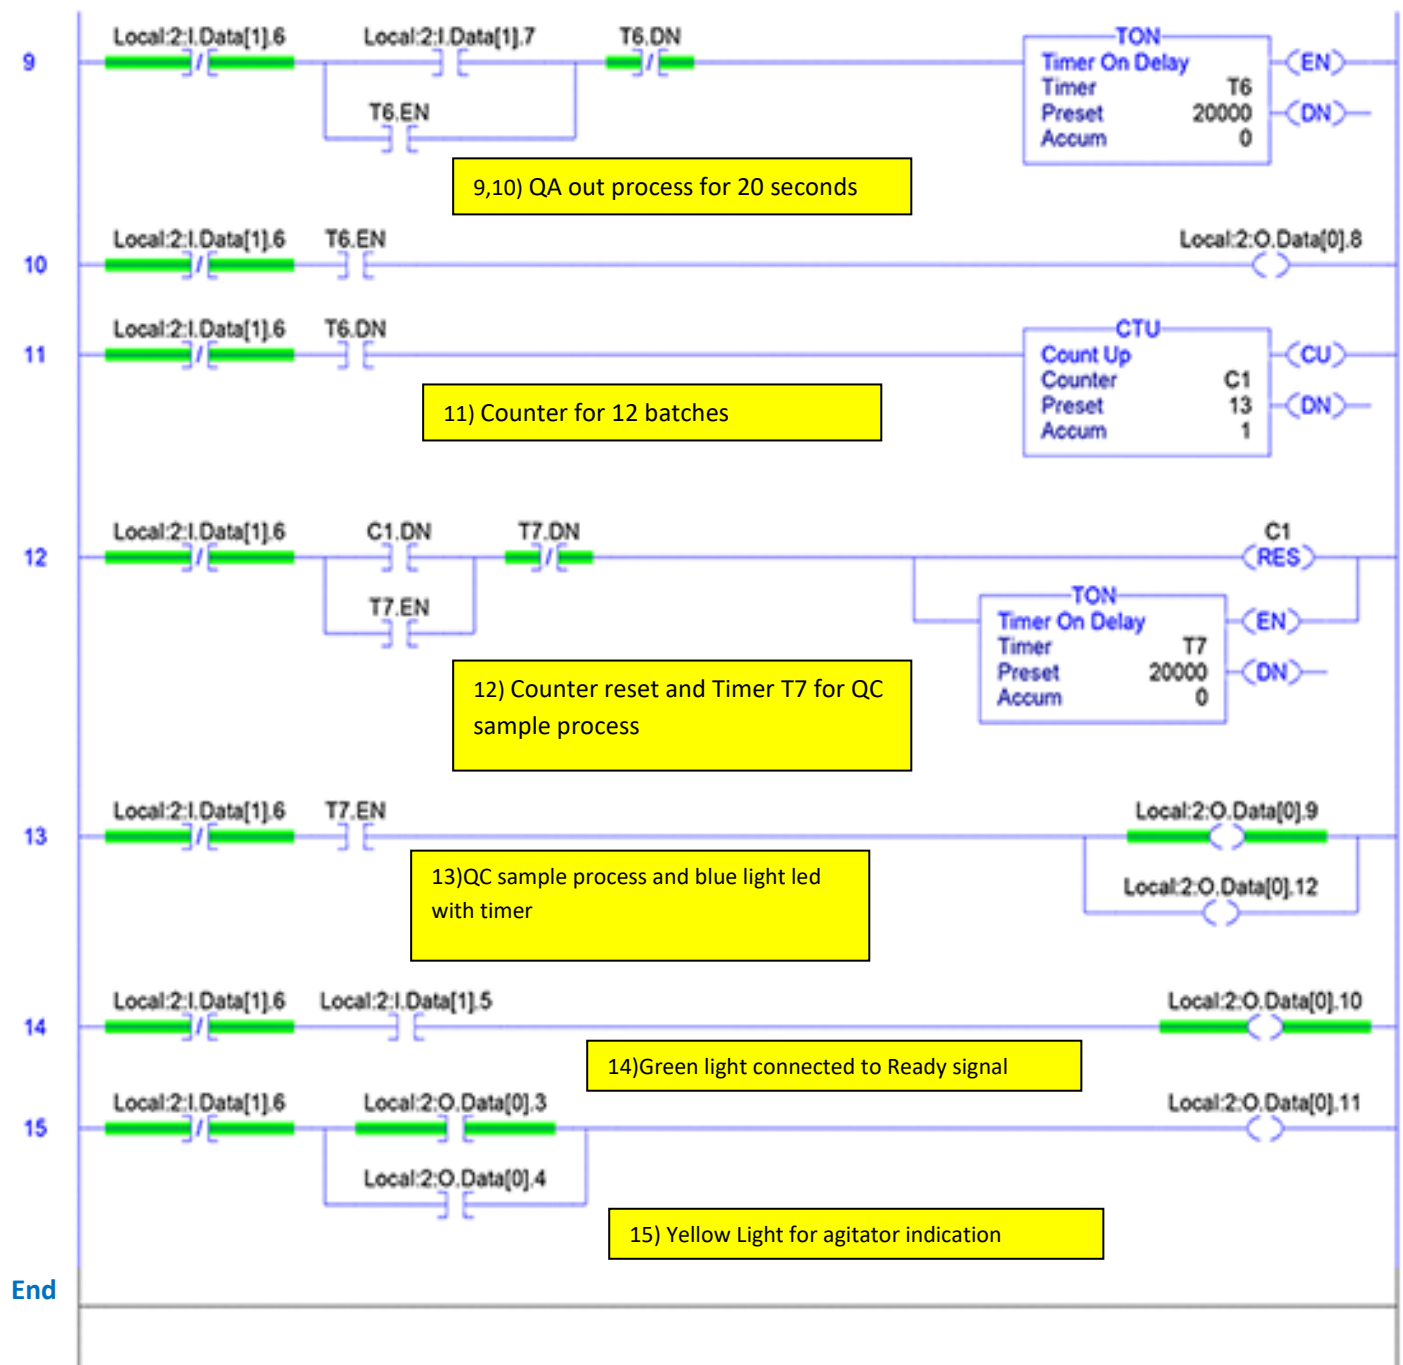 9
Local:2:I.Data[1].6
Local:2:I.Data[1].7
T6.DN
T6.EN
TON
Timer On Delay
Timer T6
Preset 20000
Accum 0
EN
DN
9,10) QA out process for 20 seconds
10
Local:2:I.Data[1].6
T6.EN
Local:2:O.Data[0].8
11
Local:2:I.Data[1].6
T6.DN
CTU
Count Up
Counter C1
Preset 13
Accum 1
CU
DN
11) Counter for 12 batches
12
Local:2:I.Data[1].6
C1.DN
T7.DN
T7.EN
C1
RES
TON
Timer On Delay
Timer T7
Preset 20000
Accum 0
EN
DN
12) Counter reset and Timer T7 for QC
sample process
13
Local:2:I.Data[1].6
T7.EN
Local:2:O.Data[0].9
Local:2:O.Data[0].12
13)QC sample process and blue light led
with timer
14
Local:2:I.Data[1].6
Local:2:I.Data[1].5
Local:2:O.Data[0].10
14)Green light connected to Ready signal
15
Local:2:I.Data[1].6
Local:2:O.Data[0].3
Local:2:O.Data[0].4
Local:2:O.Data[0].11
15) Yellow Light for agitator indication
End